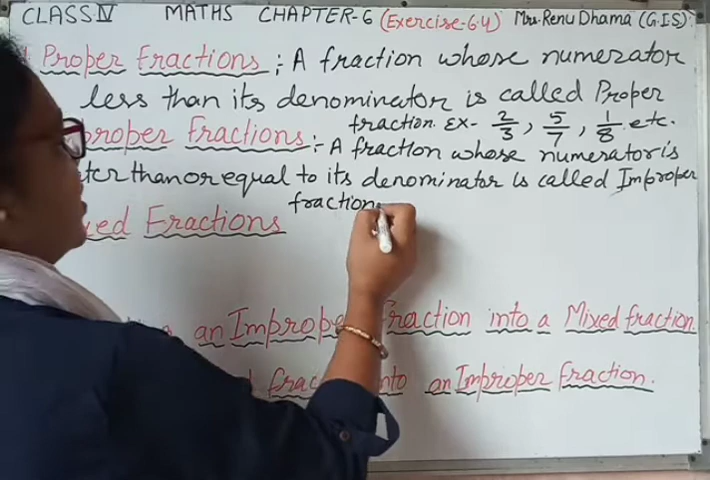 CLASS IV MATHS CHAPTER-6 (Exercise-6.4) Mrs. Renu Dhama (G.I.S)
Proper Fractions :- A fraction whose numerator
less than its denominator is called Proper
fraction. Ex- 2/3, 5/7, 1/8 etc.
proper Fractions :- A fraction whose numerator is
ter than or equal to its denominator is called Improper
fraction
ed Fractions
an Improper fraction into a Mixed fraction.
frac nto an Improper fraction.